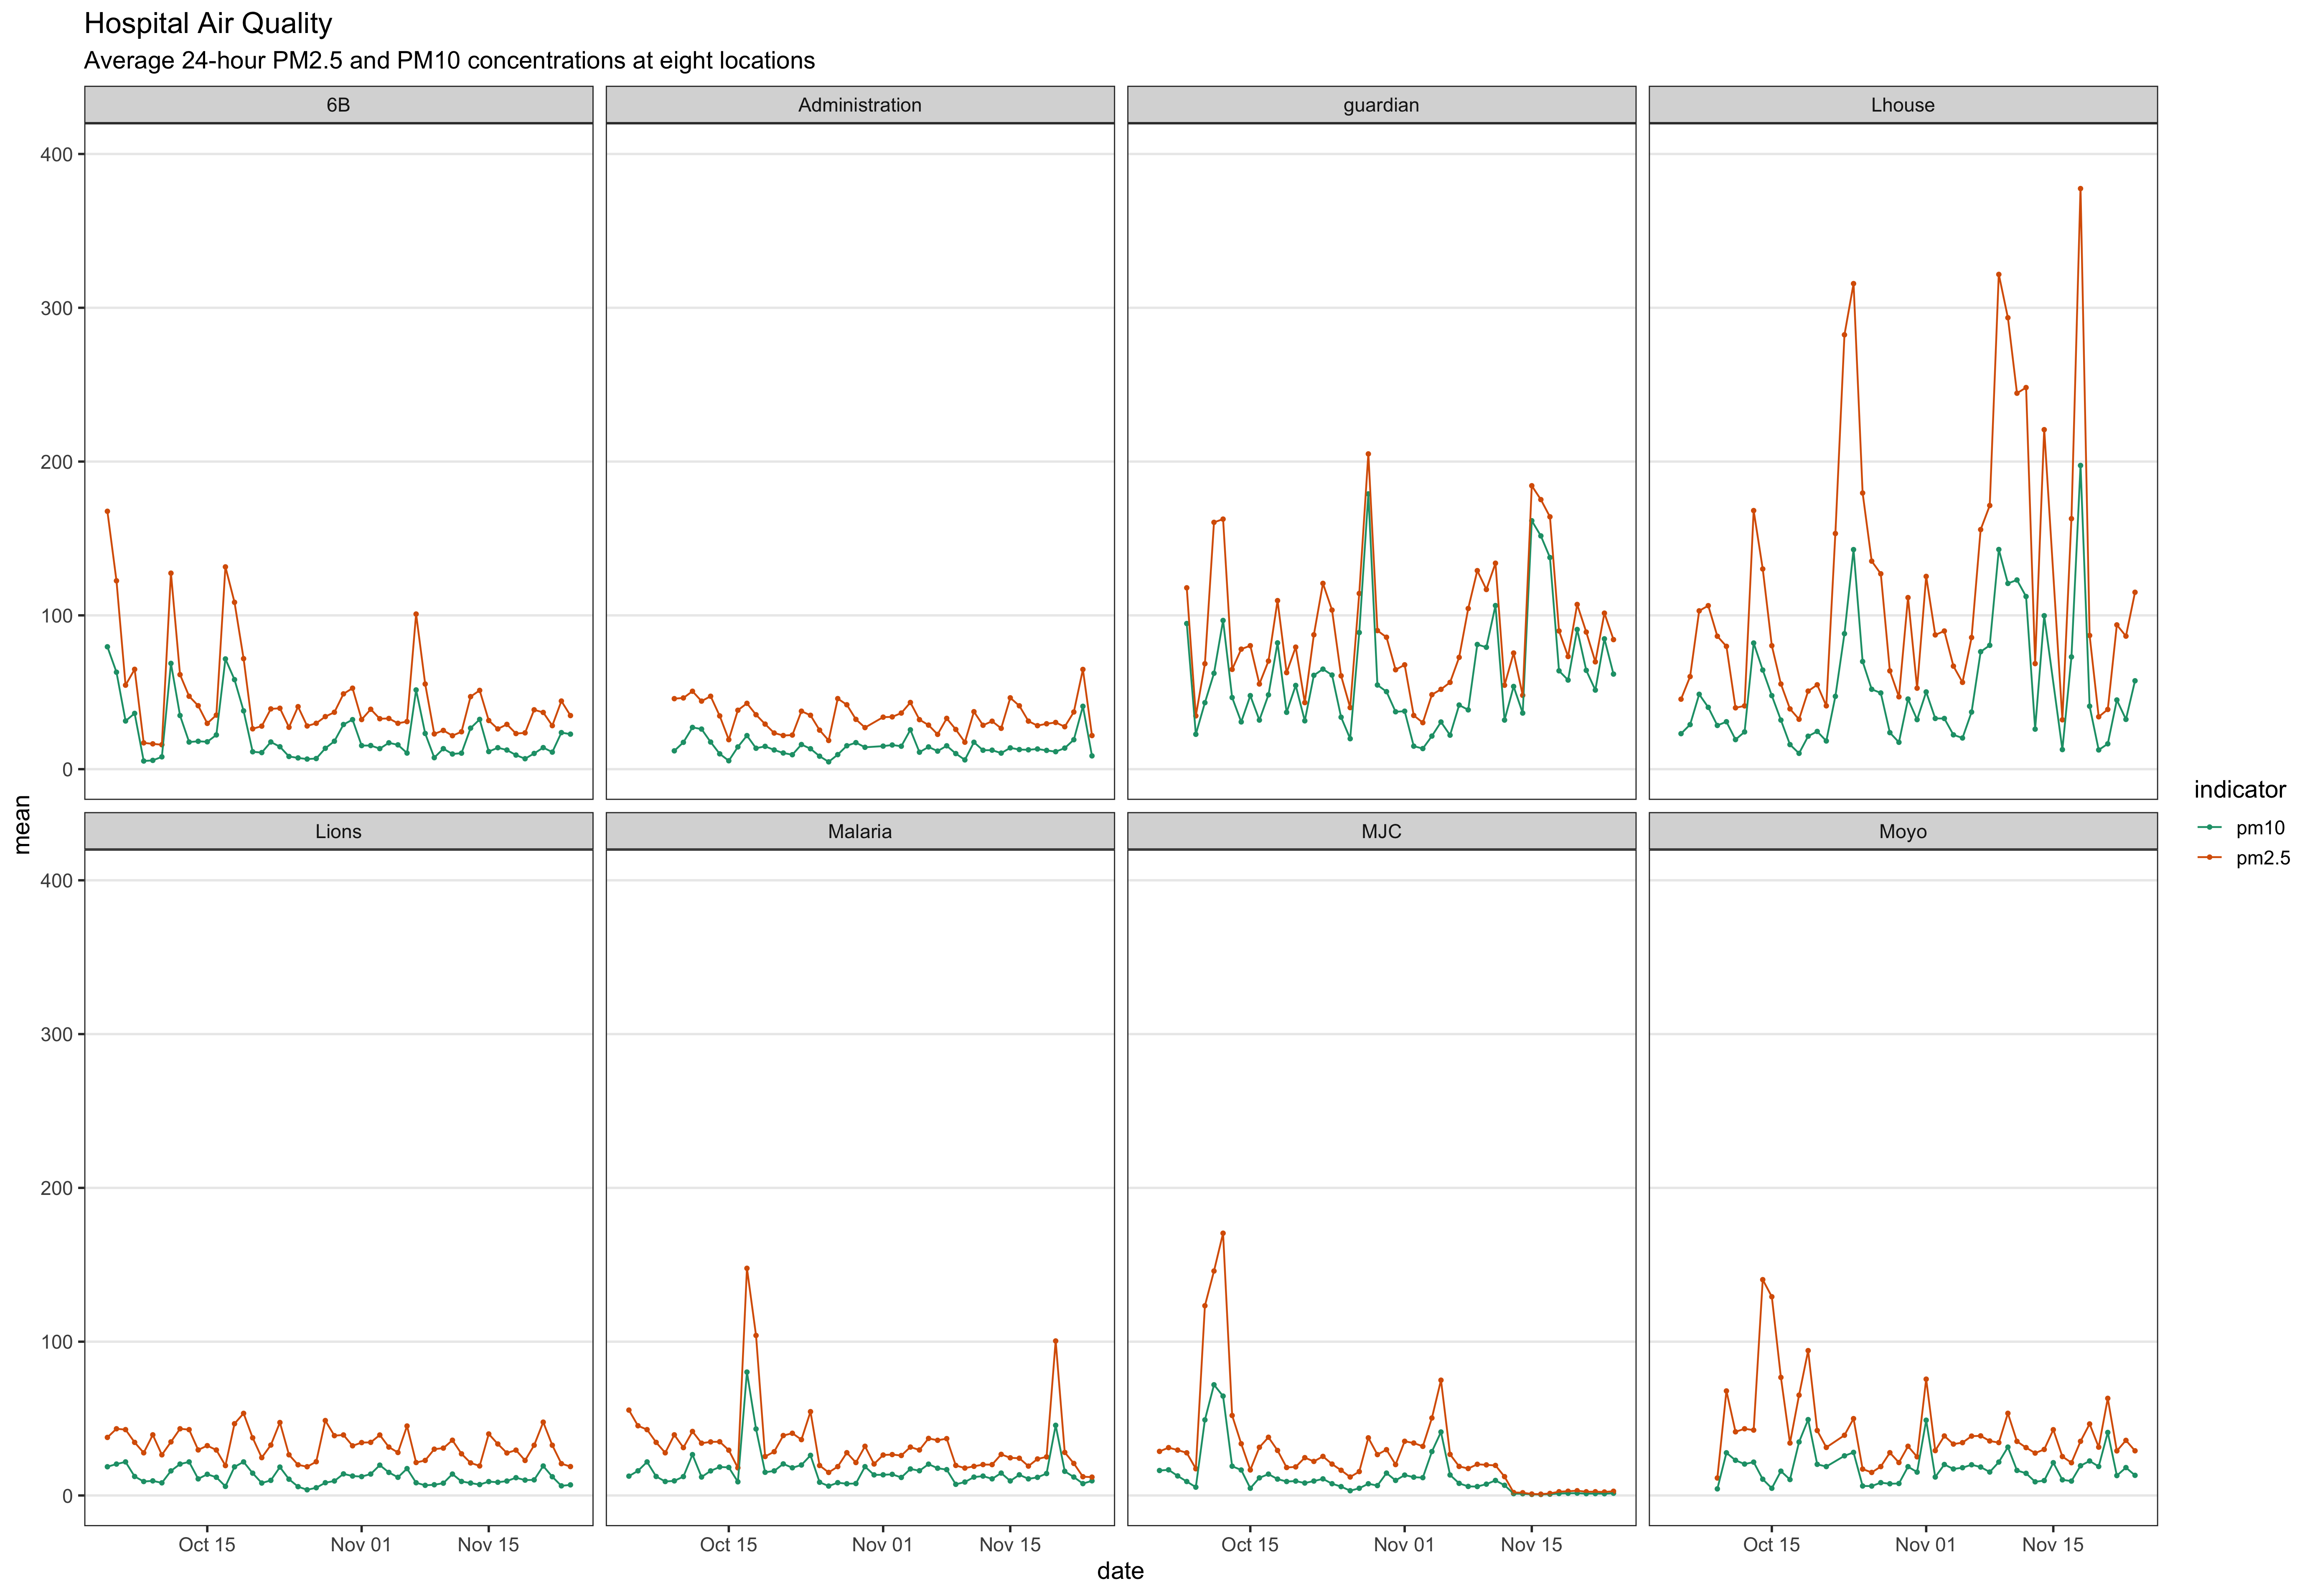 Hospital Air Quality
Average 24-hour PM2.5 and PM10 concentrations at eight locations
6B
Administration
guardian
Lhouse
400
300
200
100
0
Lions
Malaria
MJC
Moyo
400
300
200
100
0
Oct 15
Nov 01
Nov 15
Oct 15
Nov 01
Nov 15
Oct 15
Nov 01
Nov 15
Oct 15
Nov 01
Nov 15
date
mean
indicator
pm10
pm2.5